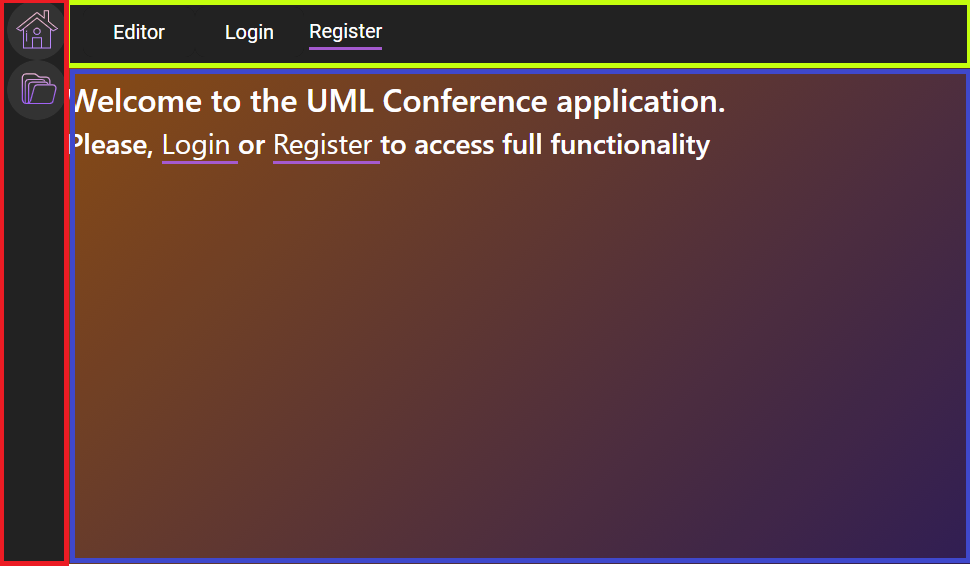 Editor Login Register
Welcome to the UML Conference application.
Please, Login or Register to access full functionality